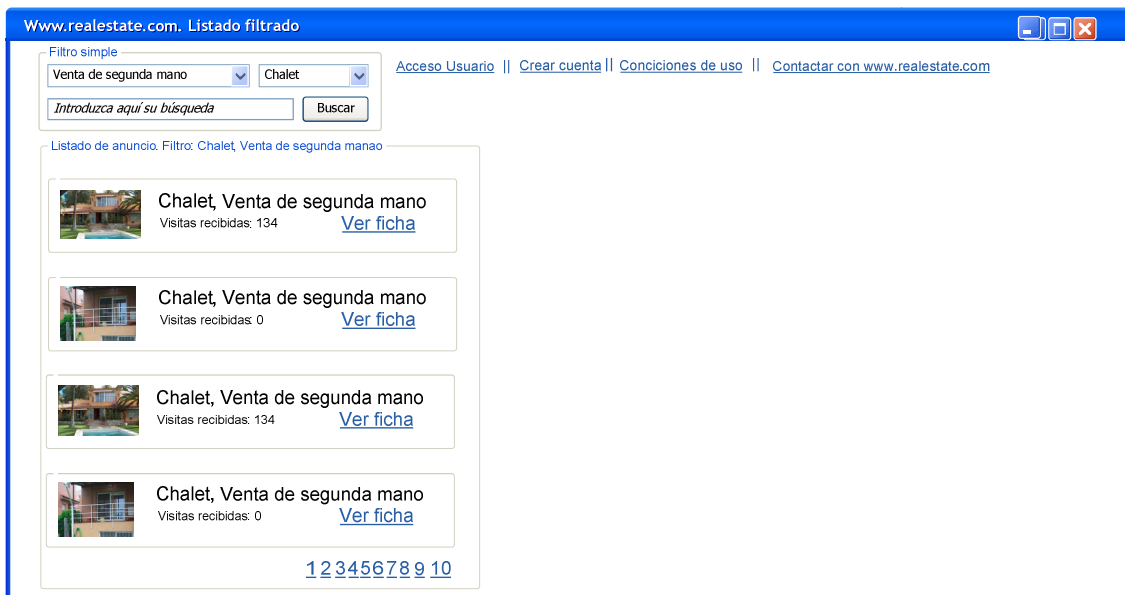 Www.realestate.com. Listado filtrado
Filtro simple
Venta de segunda mano Chalet
Introduzca aquí su búsqueda Buscar
Acceso Usuario || Crear cuenta || Conciciones de uso || Contactar con www.realestate.com
Listado de anuncio. Filtro: Chalet, Venta de segunda manao
Chalet, Venta de segunda mano
Visitas recibidas: 134 Ver ficha
Chalet, Venta de segunda mano
Visitas recibidas: 0 Ver ficha
Chalet, Venta de segunda mano
Visitas recibidas: 134 Ver ficha
Chalet, Venta de segunda mano
Visitas recibidas: 0 Ver ficha
1 2 3 4 5 6 7 8 9 10